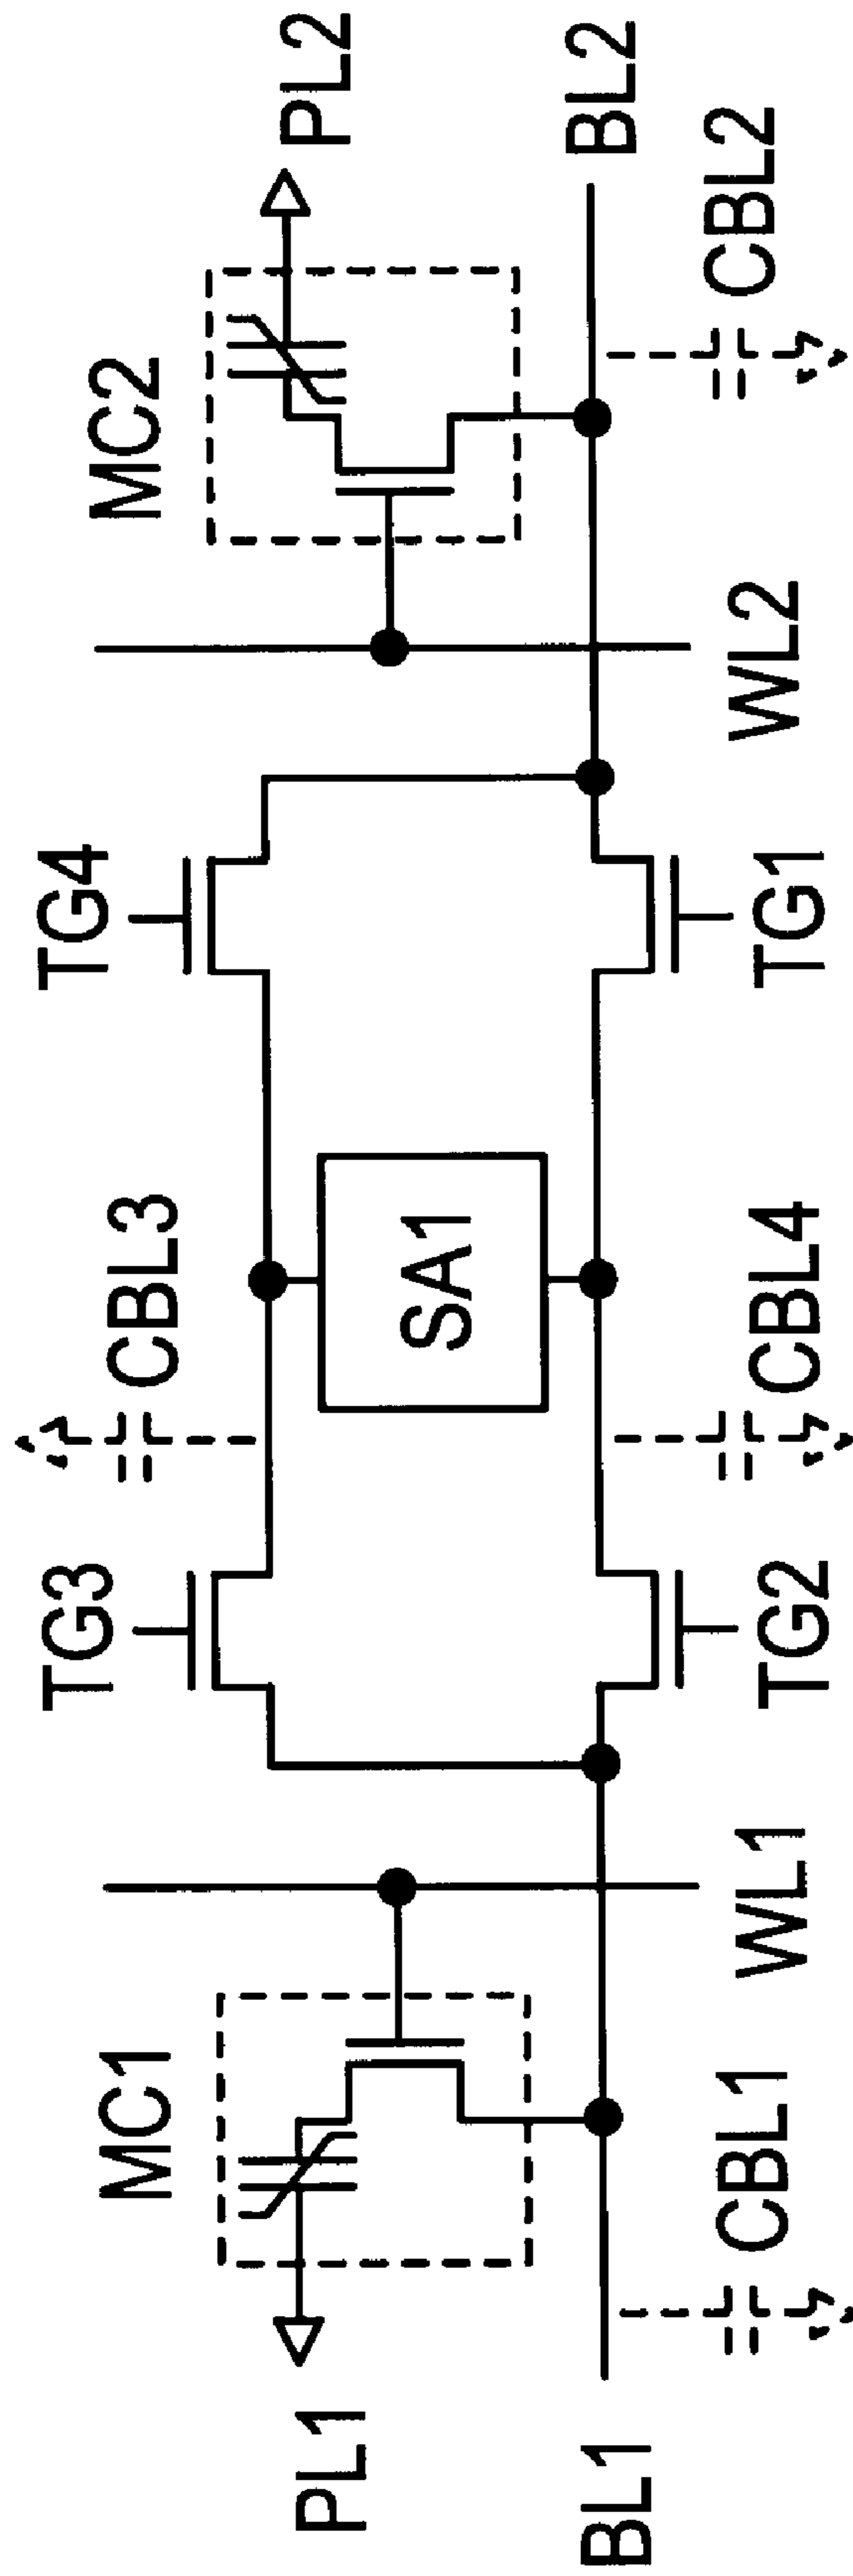 TG3
CBL3
TG4
MC1
MC2
PL1
PL2
SA1
BL1
BL2
CBL1
WL1
TG2
CBL4
TG1
WL2
CBL2